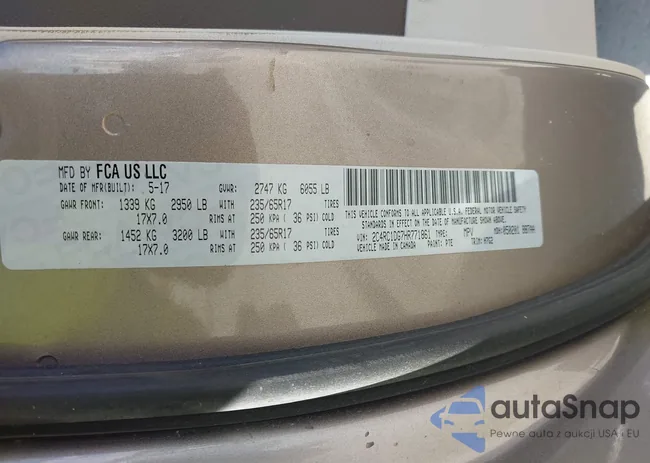 MFD BY FCA US LLC
DATE OF MFR(BUILT): 5-17 GVWR: 2747 KG 6055 LB
GAWR FRONT: 1339 KG 2950 LB WITH 235/65R17 TIRES
17X7.0 RIMS AT 250 KPA ( 36 PSI) COLD
GAWR REAR: 1452 KG 3200 LB WITH 235/65R17 TIRES
17X7.0 RIMS AT 250 KPA ( 36 PSI) COLD
THIS VEHICLE CONFORMS TO ALL APPLICABLE U.S.A. FEDERAL MOTOR VEHICLE SAFETY
STANDARDS IN EFFECT ON THE DATE OF MANUFACTURE SHOWN ABOVE.
VIN: 2C4RC1DG7HR771861 TYPE: MPV
VEHICLE MADE IN CANADA PAINT: PTE TRIM:
autaSnap
Pewne auta z aukcji USA i EU